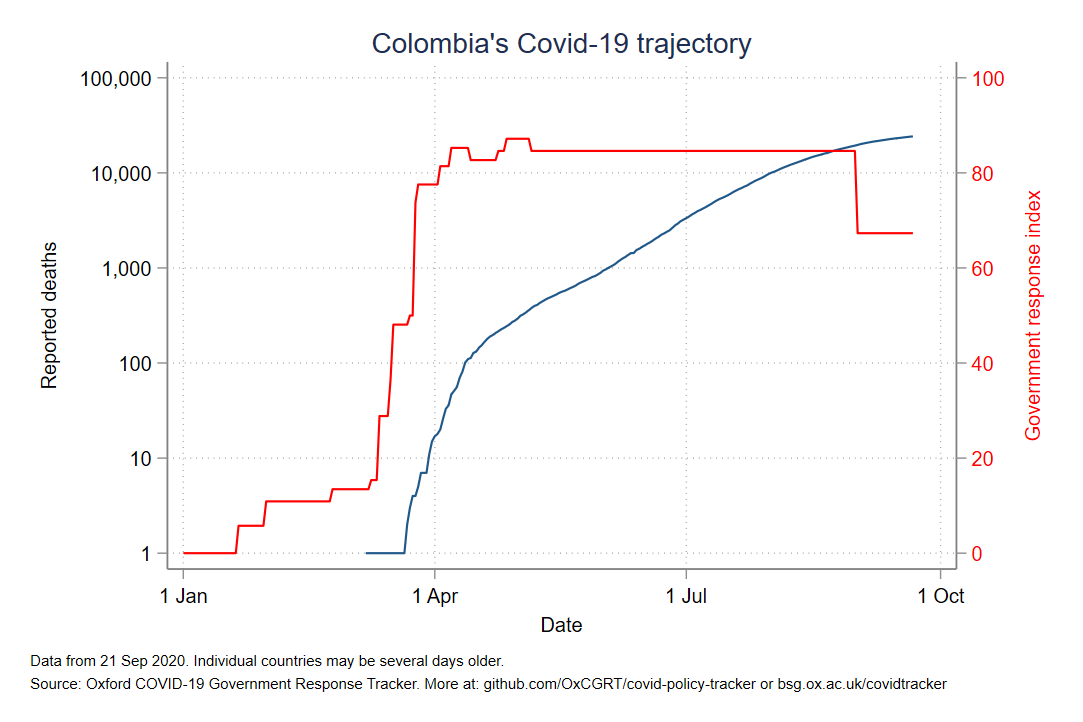 Colombia's Covid-19 trajectory
100,000
10,000
1,000
100
10
1
Reported deaths
100
80
60
40
20
0
Government response index
1 Jan
1 Apr
1 Jul
1 Oct
Date
Data from 21 Sep 2020. Individual countries may be several days older.
Source: Oxford COVID-19 Government Response Tracker. More at: github.com/OxCGRT/covid-policy-tracker or bsg.ox.ac.uk/covidtracker